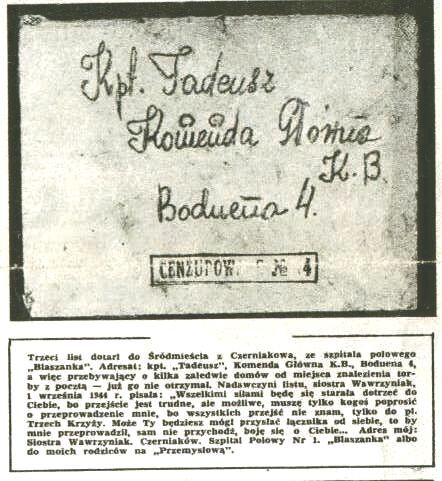 Kpt. Tadeusz
Komenda Główna
K.B.
Boduena 4.
CENZUROW. № 4
Trzeci list dotarł do Śródmieścia z Czerniakowa, ze szpitala polowego
„Blaszanka”. Adresat: kpt. „Tadeusz”, Komenda Główna K.B., Boduena 4,
a więc przebywający o kilka zaledwie domów od miejsca znalezienia tor-
by z pocztą — już go nie otrzymał. Nadawczyni listu, siostra Wawrzyniak,
1 września 1944 r. pisała: „Wszelkimi siłami będę się starała dotrzeć do
Ciebie, bo przejście jest trudne, ale możliwe, muszę tylko kogoś poprosić
o przeprowadzenie mnie, bo wszystkich przejść nie znam, tylko do pl.
Trzech Krzyży. Może Ty będziesz mógł przysłać łącznika od siebie, to by
mnie przeprowadził, sam nie przychodź, boję się o Ciebie... Adres mój:
Siostra Wawrzyniak. Czerniaków. Szpital Polowy Nr 1. „Blaszanka” albo
do moich rodziców na „Przemysłową”.